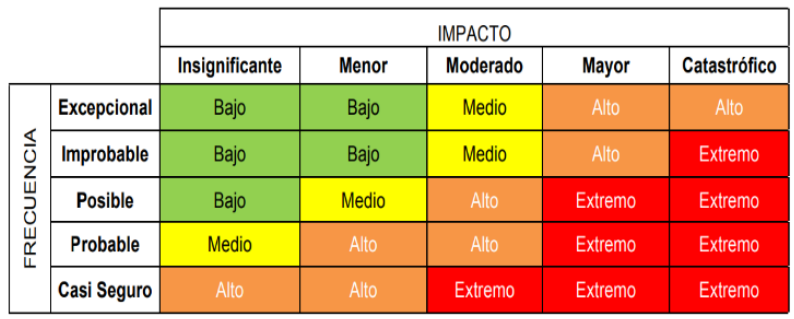 IMPACTO
Insignificante Menor Moderado Mayor Catastrófico
FRECUENCIA
Excepcional Bajo Bajo Medio Alto Alto
Improbable Bajo Bajo Medio Alto Extremo
Posible Bajo Medio Alto Extremo Extremo
Probable Medio Alto Alto Extremo Extremo
Casi Seguro Alto Alto Extremo Extremo Extremo